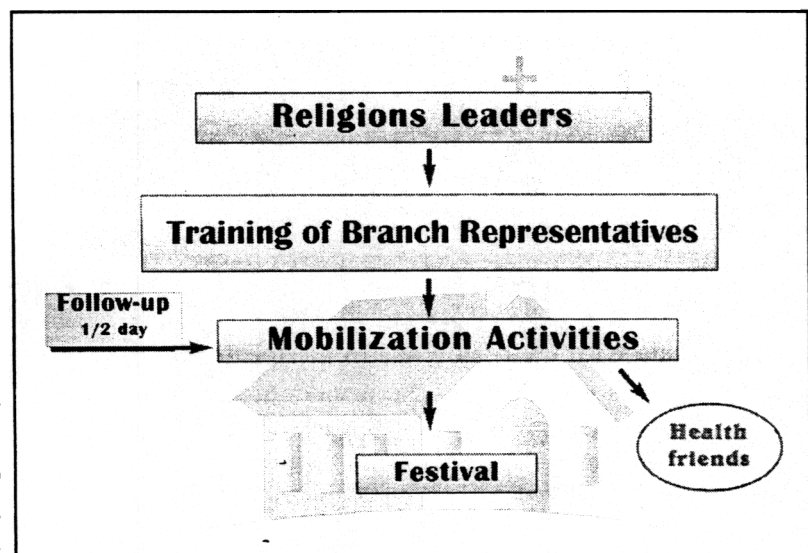 Religions Leaders
Training of Branch Representatives
Follow-up
1/2 day
Mobilization Activities
Health
friends
Festival